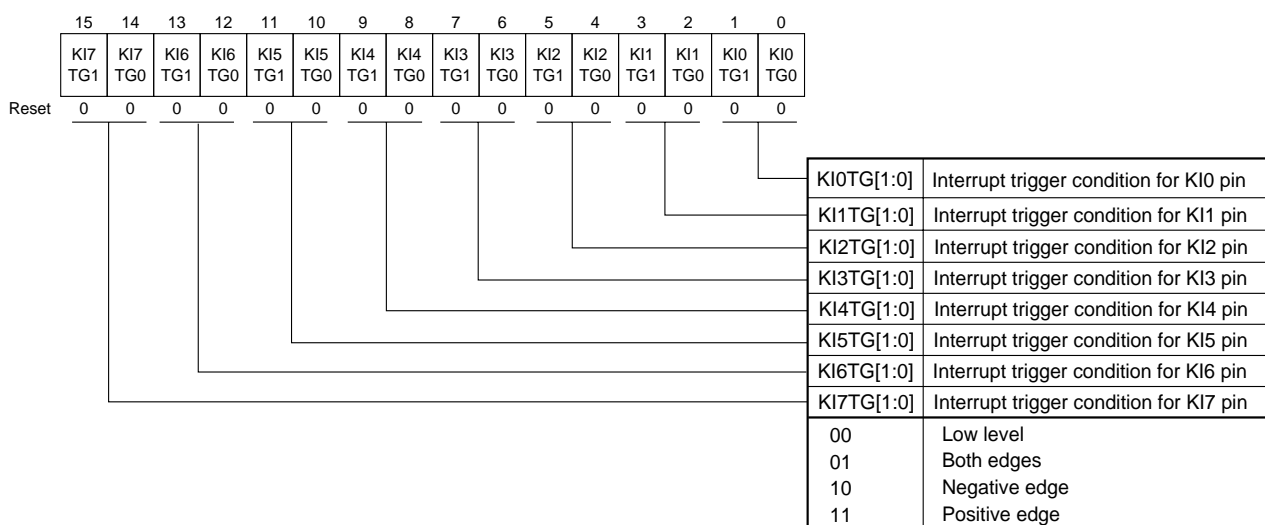 15 14 13 12 11 10 9 8 7 6 5 4 3 2 1 0
KI7 KI7 KI6 KI6 KI5 KI5 KI4 KI4 KI3 KI3 KI2 KI2 KI1 KI1 KI0 KI0
TG1 TG0 TG1 TG0 TG1 TG0 TG1 TG0 TG1 TG0 TG1 TG0 TG1 TG0 TG1 TG0
Reset 0 0 0 0 0 0 0 0 0 0 0 0 0 0 0 0
KI0TG[1:0] Interrupt trigger condition for KI0 pin
KI1TG[1:0] Interrupt trigger condition for KI1 pin
KI2TG[1:0] Interrupt trigger condition for KI2 pin
KI3TG[1:0] Interrupt trigger condition for KI3 pin
KI4TG[1:0] Interrupt trigger condition for KI4 pin
KI5TG[1:0] Interrupt trigger condition for KI5 pin
KI6TG[1:0] Interrupt trigger condition for KI6 pin
KI7TG[1:0] Interrupt trigger condition for KI7 pin
00 Low level
01 Both edges
10 Negative edge
11 Positive edge